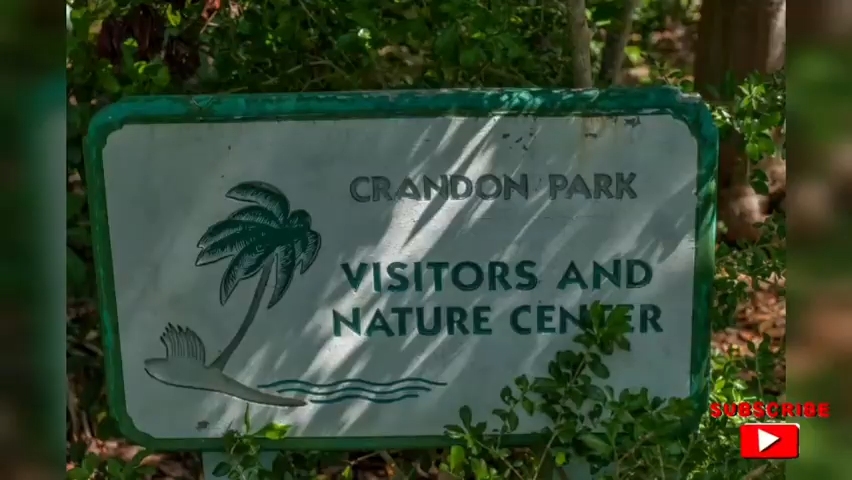 CRANDON PARK
VISITORS AND
NATURE CENTER
SUBSCRIBE